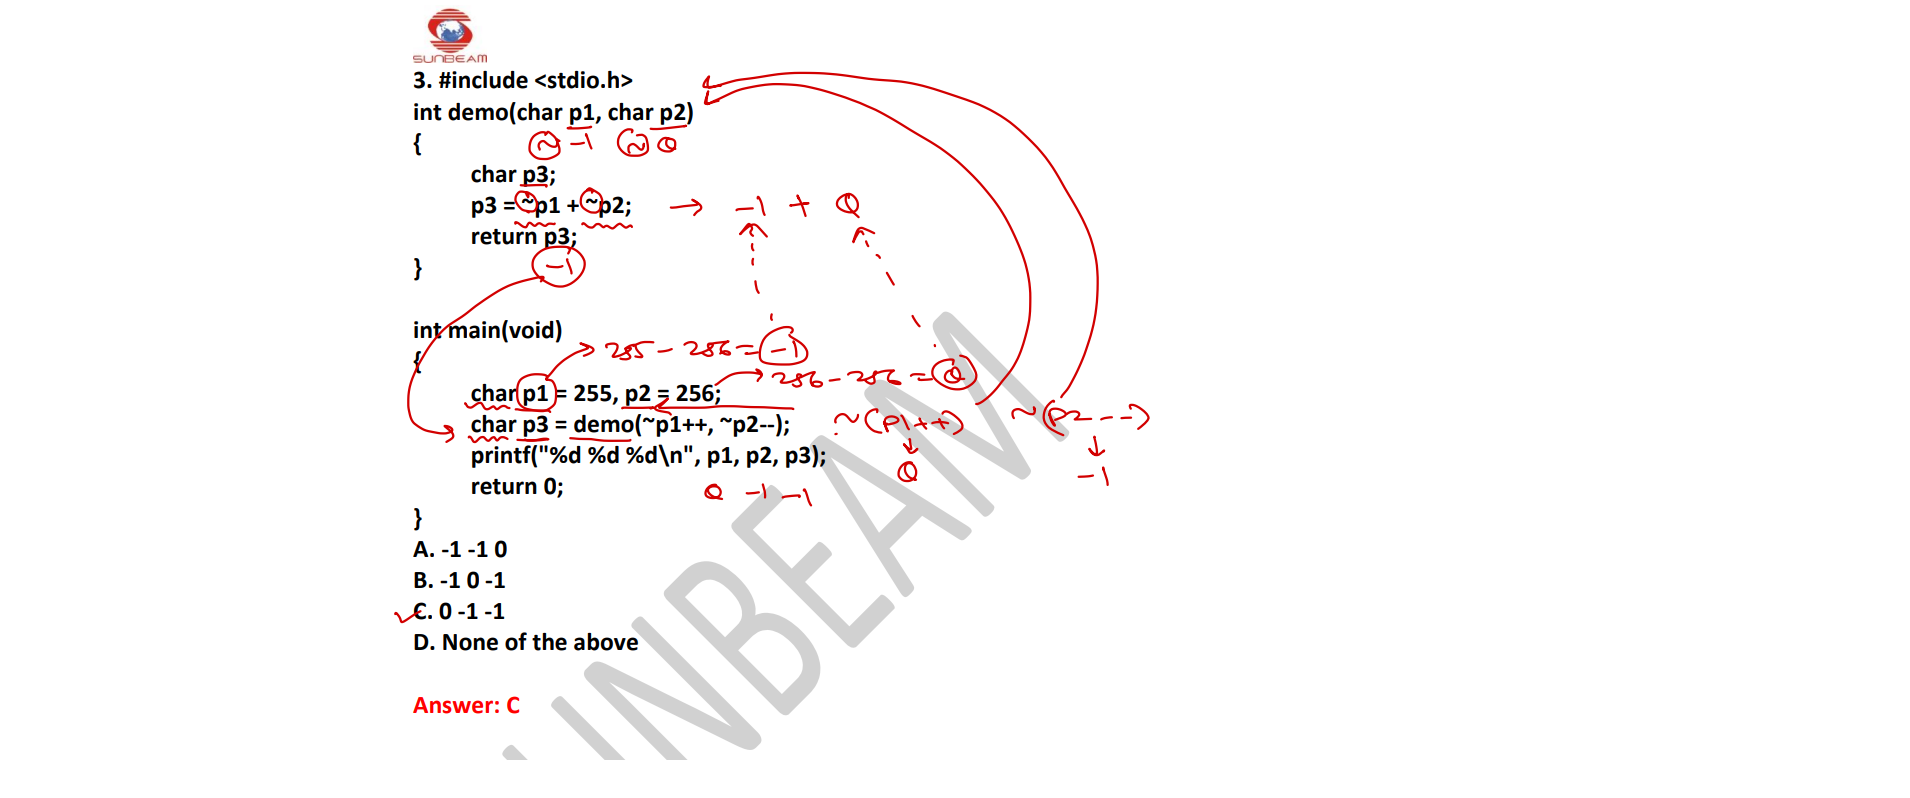 SUNBEAM
3. #include <stdio.h>
int demo(char p1, char p2)
{ ~ -1 ~ 0
char p3;
p3 = ~p1 + ~p2; → -1 + 0
return p3;
} -1
int main(void)
{ 255 - 256 = -1
256 - 256 = 0
char p1 = 255, p2 = 256;
char p3 = demo(~p1++, ~p2--); ~(p1++) ~(p2--)
printf("%d %d %d\n", p1, p2, p3); 0 -1
return 0; 0 -1 -1
}
A. -1 -1 0
B. -1 0 -1
C. 0 -1 -1
D. None of the above
Answer: C
SUNBEAM